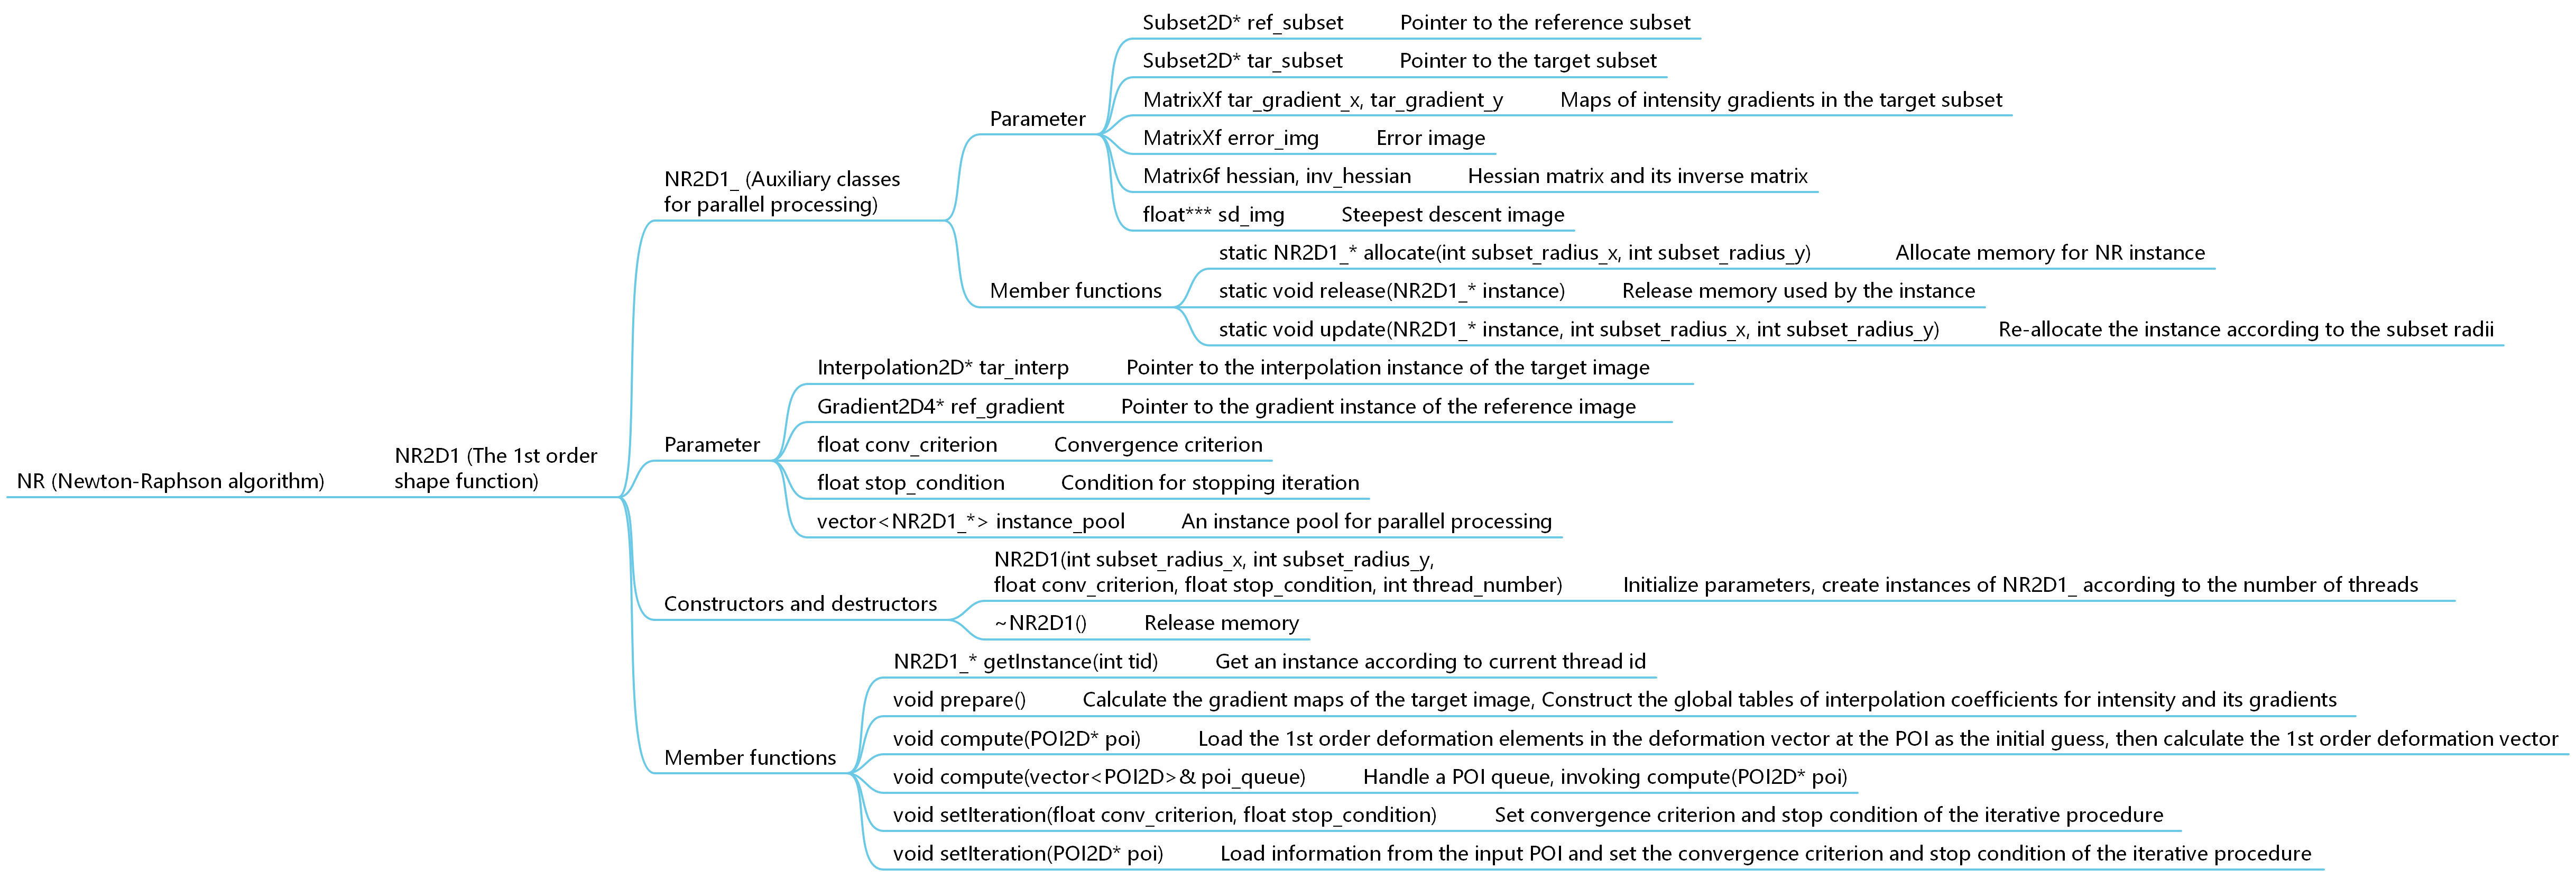 NR (Newton-Raphson algorithm)
NR2D1 (The 1st order
shape function)
NR2D1_ (Auxiliary classes
for parallel processing)
Parameter
Subset2D* ref_subset Pointer to the reference subset
Subset2D* tar_subset Pointer to the target subset
MatrixXf tar_gradient_x, tar_gradient_y Maps of intensity gradients in the target subset
MatrixXf error_img Error image
Matrix6f hessian, inv_hessian Hessian matrix and its inverse matrix
float*** sd_img Steepest descent image
Member functions
static NR2D1_* allocate(int subset_radius_x, int subset_radius_y) Allocate memory for NR instance
static void release(NR2D1_* instance) Release memory used by the instance
static void update(NR2D1_* instance, int subset_radius_x, int subset_radius_y) Re-allocate the instance according to the subset radii
Parameter
Interpolation2D* tar_interp Pointer to the interpolation instance of the target image
Gradient2D4* ref_gradient Pointer to the gradient instance of the reference image
float conv_criterion Convergence criterion
float stop_condition Condition for stopping iteration
vector<NR2D1_*> instance_pool An instance pool for parallel processing
Constructors and destructors
NR2D1(int subset_radius_x, int subset_radius_y,
float conv_criterion, float stop_condition, int thread_number) Initialize parameters, create instances of NR2D1_ according to the number of threads
~NR2D1() Release memory
Member functions
NR2D1_* getInstance(int tid) Get an instance according to current thread id
void prepare() Calculate the gradient maps of the target image, Construct the global tables of interpolation coefficients for intensity and its gradients
void compute(POI2D* poi) Load the 1st order deformation elements in the deformation vector at the POI as the initial guess, then calculate the 1st order deformation vector
void compute(vector<POI2D>& poi_queue) Handle a POI queue, invoking compute(POI2D* poi)
void setIteration(float conv_criterion, float stop_condition) Set convergence criterion and stop condition of the iterative procedure
void setIteration(POI2D* poi) Load information from the input POI and set the convergence criterion and stop condition of the iterative procedure